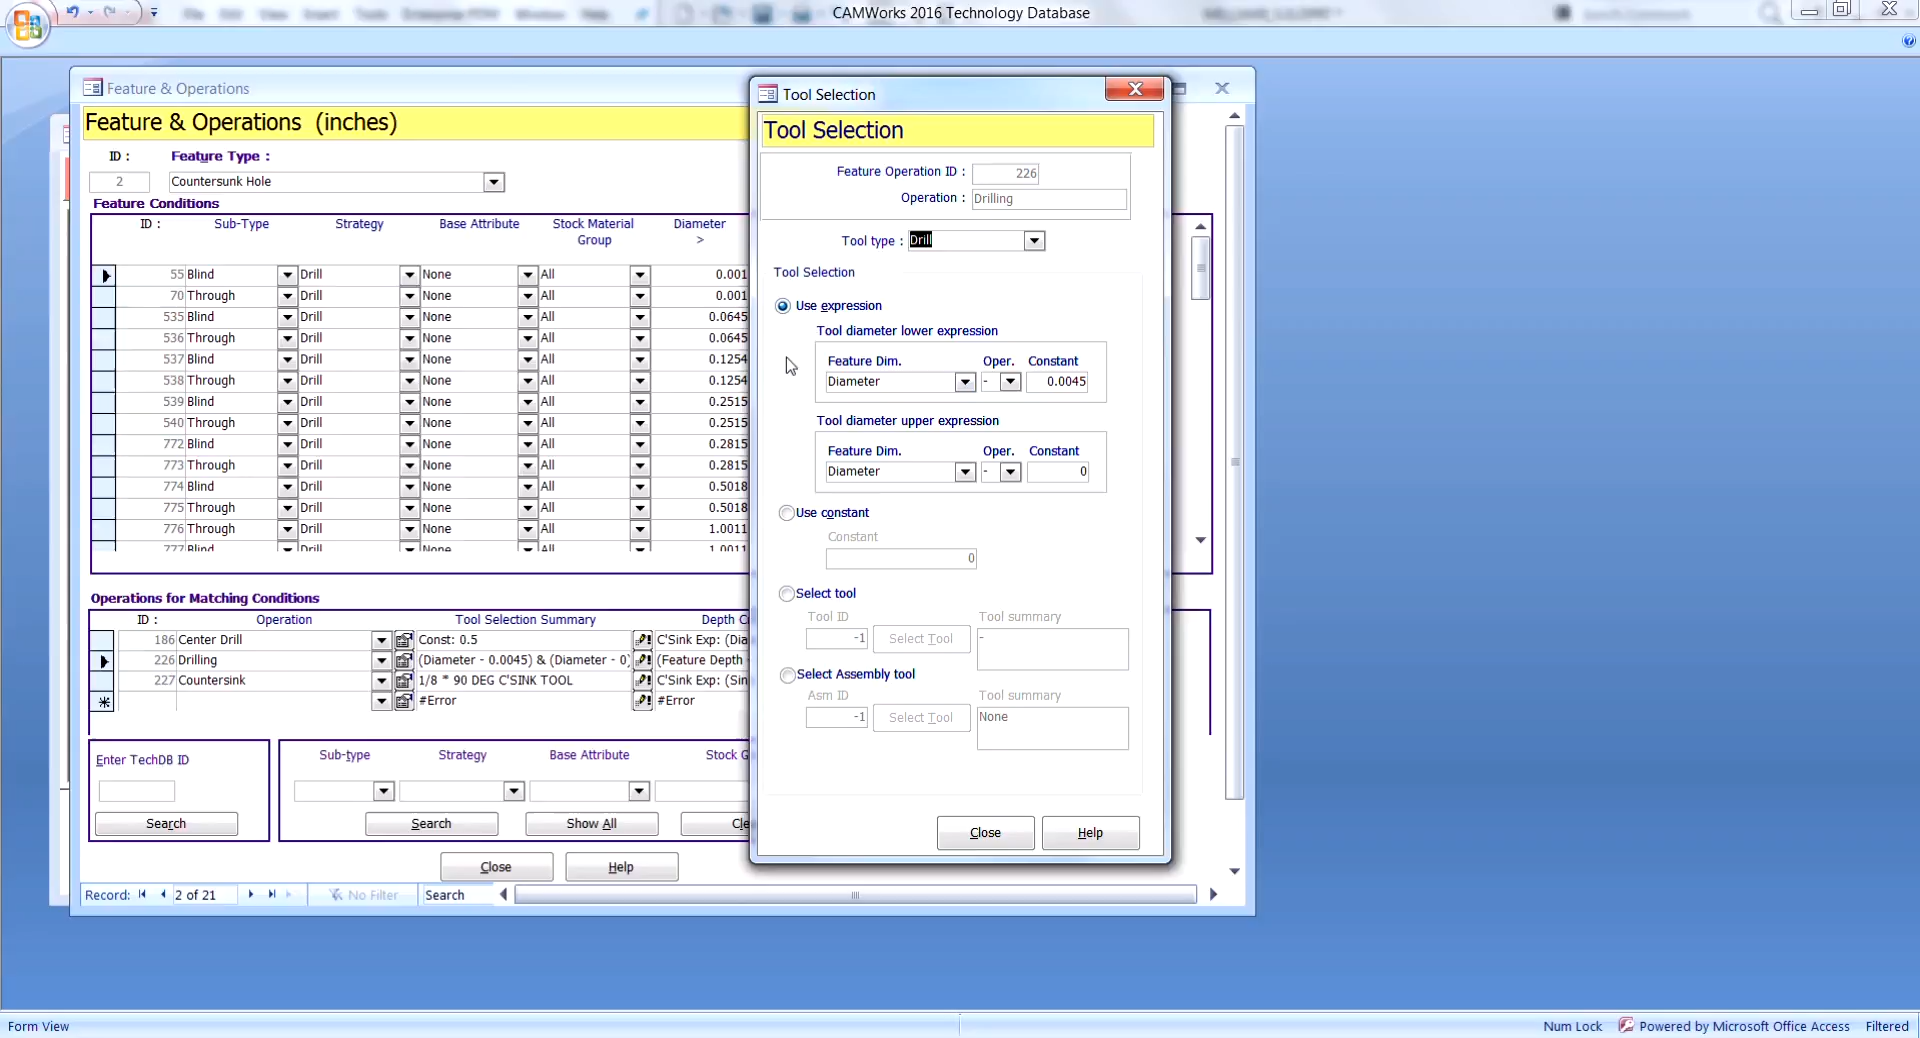 CAMWorks 2016 Technology Database
Feature & Operations
Feature & Operations (inches)
ID : Feature Type :
2 Countersunk Hole
Feature Conditions
ID : Sub-Type Strategy Base Attribute Stock Material Group Diameter >
55 Blind Drill None All 0.001
70 Through Drill None All 0.001
535 Blind Drill None All 0.0645
536 Through Drill None All 0.0645
537 Blind Drill None All 0.1254
538 Through Drill None All 0.1254
539 Blind Drill None All 0.2515
540 Through Drill None All 0.2515
772 Blind Drill None All 0.2815
773 Through Drill None All 0.2815
774 Blind Drill None All 0.5018
775 Through Drill None All 0.5018
776 Through Drill None All 1.0011
777 Blind Drill None All 1.0011
Operations for Matching Conditions
ID : Operation Tool Selection Summary Depth C
186 Center Drill Const: 0.5 C'Sink Exp: (Dia
226 Drilling (Diameter - 0.0045) & (Diameter - 0) (Feature Depth
227 Countersink 1/8 * 90 DEG C'SINK TOOL C'Sink Exp: (Sin
#Error #Error
Enter TechDB ID
Search
Sub-type Strategy Base Attribute Stock G
Search Show All Cle
Close Help
Record: 2 of 21 No Filter Search
Tool Selection
Tool Selection
Feature Operation ID : 226
Operation : Drilling
Tool type : Drill
Tool Selection
Use expression
Tool diameter lower expression
Feature Dim. Oper. Constant
Diameter - 0.0045
Tool diameter upper expression
Feature Dim. Oper. Constant
Diameter - 0
Use constant
Constant
0
Select tool
Tool ID Tool summary
-1 Select Tool -
Select Assembly tool
Asm ID Tool summary
-1 Select Tool None
Close Help
Form View Num Lock Powered by Microsoft Office Access Filtered